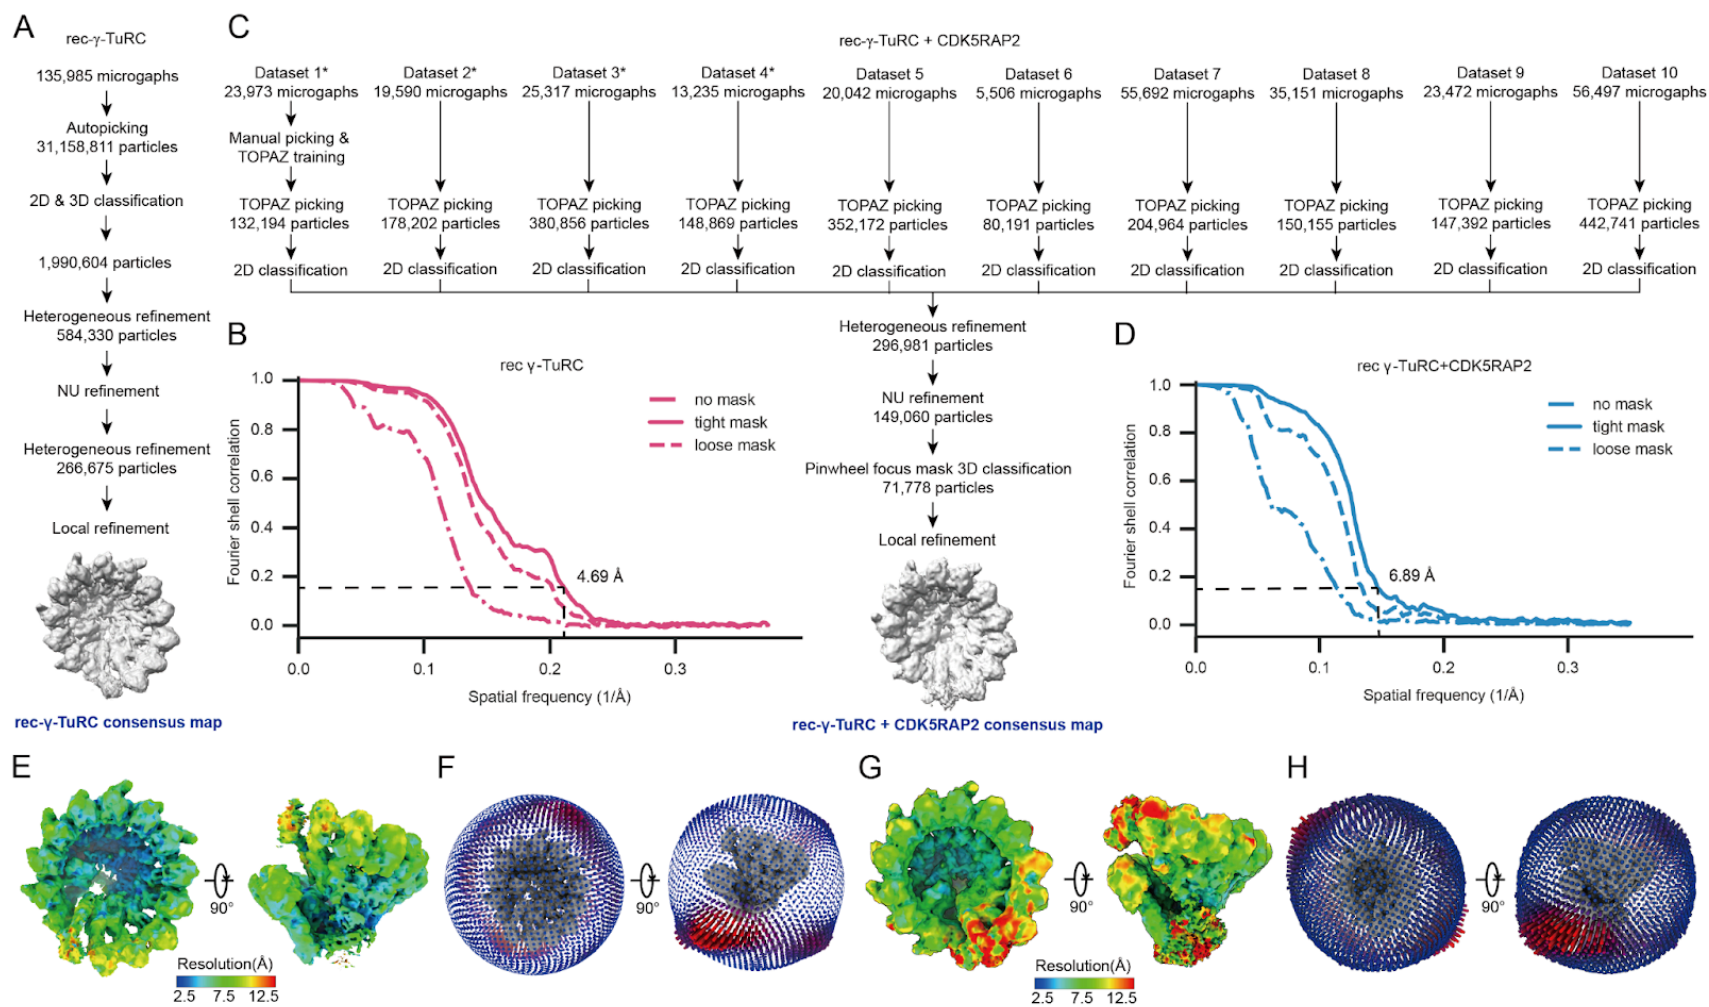 A
rec-γ-TuRC
135,985 microgaphs
Autopicking
31,158,811 particles
2D & 3D classification
1,990,604 particles
Heterogeneous refinement
584,330 particles
NU refinement
Heterogeneous refinement
266,675 particles
Local refinement
rec-γ-TuRC consensus map
C
rec-γ-TuRC + CDK5RAP2
Dataset 1*
23,973 microgaphs
Manual picking &
TOPAZ training
TOPAZ picking
132,194 particles
2D classification
Dataset 2*
19,590 microgaphs
TOPAZ picking
178,202 particles
2D classification
Dataset 3*
25,317 microgaphs
TOPAZ picking
380,856 particles
2D classification
Dataset 4*
13,235 microgaphs
TOPAZ picking
148,869 particles
2D classification
Dataset 5
20,042 microgaphs
TOPAZ picking
352,172 particles
2D classification
Dataset 6
5,506 microgaphs
TOPAZ picking
80,191 particles
2D classification
Dataset 7
55,692 microgaphs
TOPAZ picking
204,964 particles
2D classification
Dataset 8
35,151 microgaphs
TOPAZ picking
150,155 particles
2D classification
Dataset 9
23,472 microgaphs
TOPAZ picking
147,392 particles
2D classification
Dataset 10
56,497 microgaphs
TOPAZ picking
442,741 particles
2D classification
Heterogeneous refinement
296,981 particles
NU refinement
149,060 particles
Pinwheel focus mask 3D classification
71,778 particles
Local refinement
rec-γ-TuRC + CDK5RAP2 consensus map
B
rec γ-TuRC
no mask
tight mask
loose mask
4.69 Å
Fourier shell correlation
1.0
0.8
0.6
0.4
0.2
0.0
0.0
0.1
0.2
0.3
Spatial frequency (1/Å)
D
rec γ-TuRC+CDK5RAP2
no mask
tight mask
loose mask
6.89 Å
Fourier shell correlation
1.0
0.8
0.6
0.4
0.2
0.0
0.0
0.1
0.2
0.3
Spatial frequency (1/Å)
E
90°
Resolution(Å)
2.5 7.5 12.5
F
90°
G
90°
Resolution(Å)
2.5 7.5 12.5
H
90°